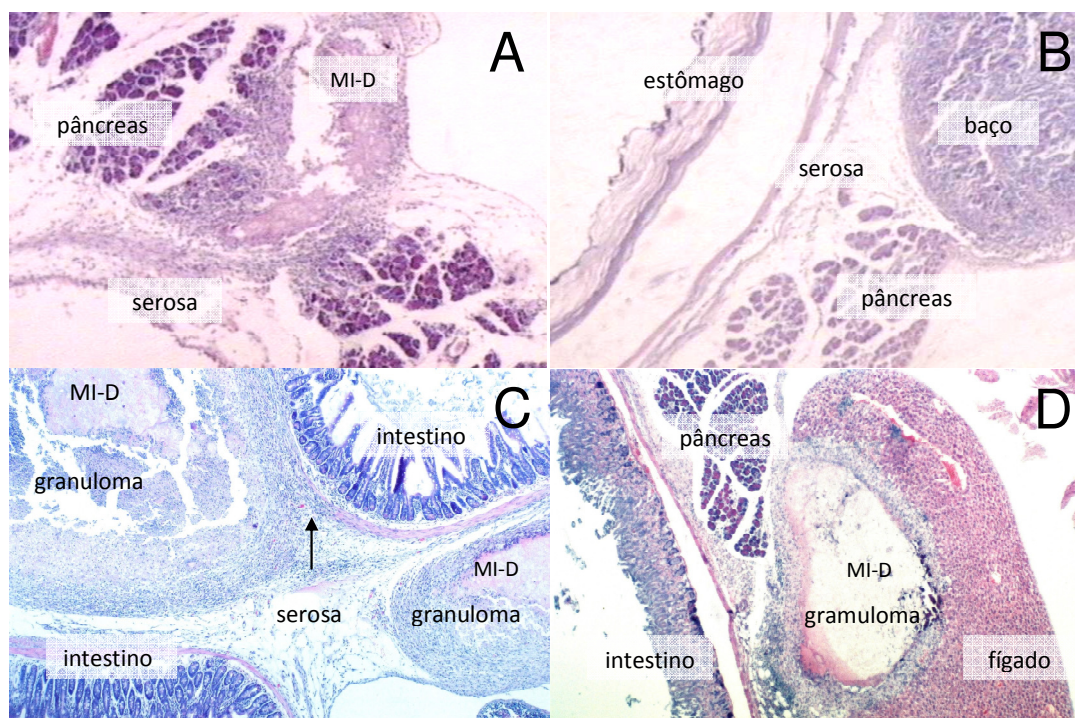 A
MI-D
pâncreas
serosa
B
estômago
baço
serosa
pâncreas
C
MI-D
intestino
granuloma
MI-D
serosa
granuloma
intestino
D
pâncreas
MI-D
gramuloma
intestino
fígado